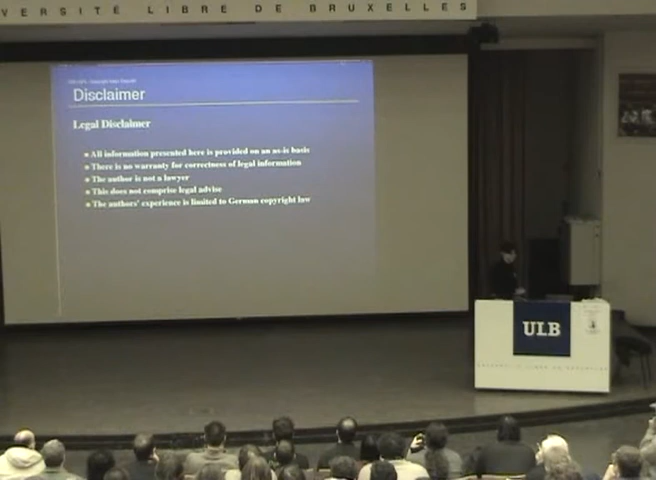 VERSITÉ LIBRE DE BRUXELLES
Disclaimer
Legal Disclaimer
All information presented here is provided on an as-is basis
There is no warranty for correctness of legal information
The author is not a lawyer
This does not comprise legal advise
The authors' experience is limited to German copyright law
ULB